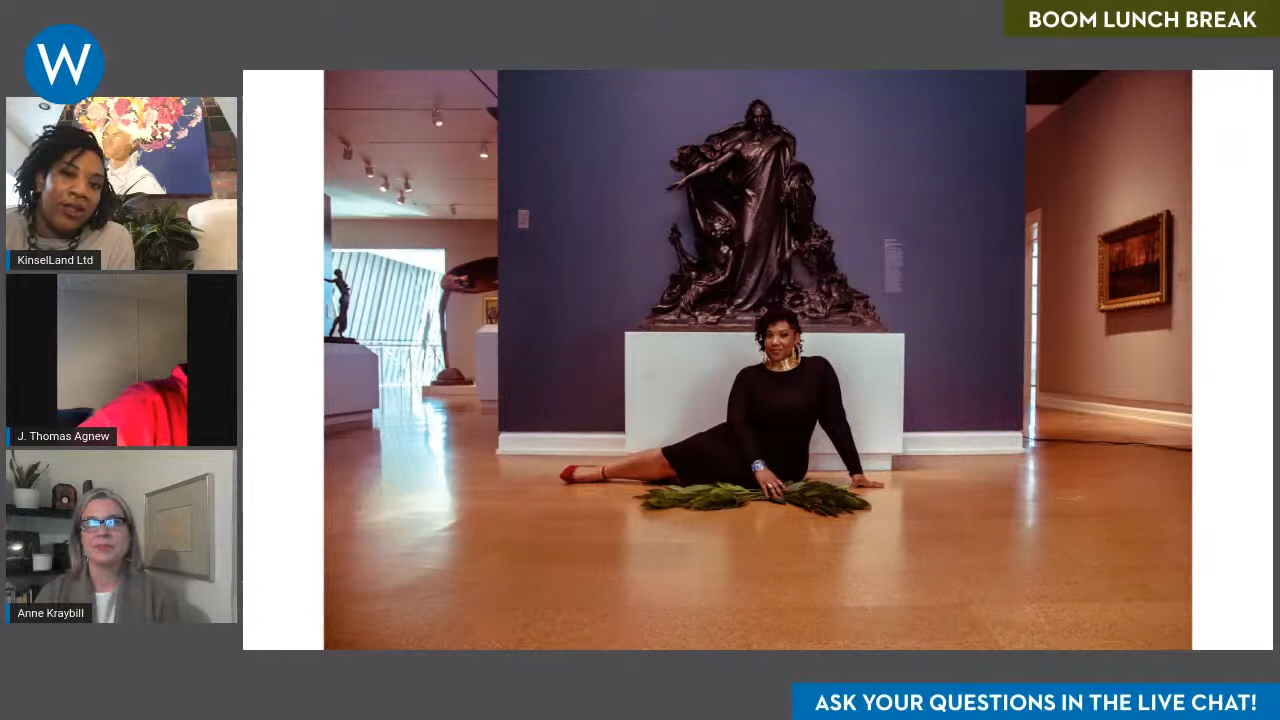 BOOM LUNCH BREAK
W
KinselLand Ltd
J. Thomas Agnew
Anne Kraybill
ASK YOUR QUESTIONS IN THE LIVE CHAT!